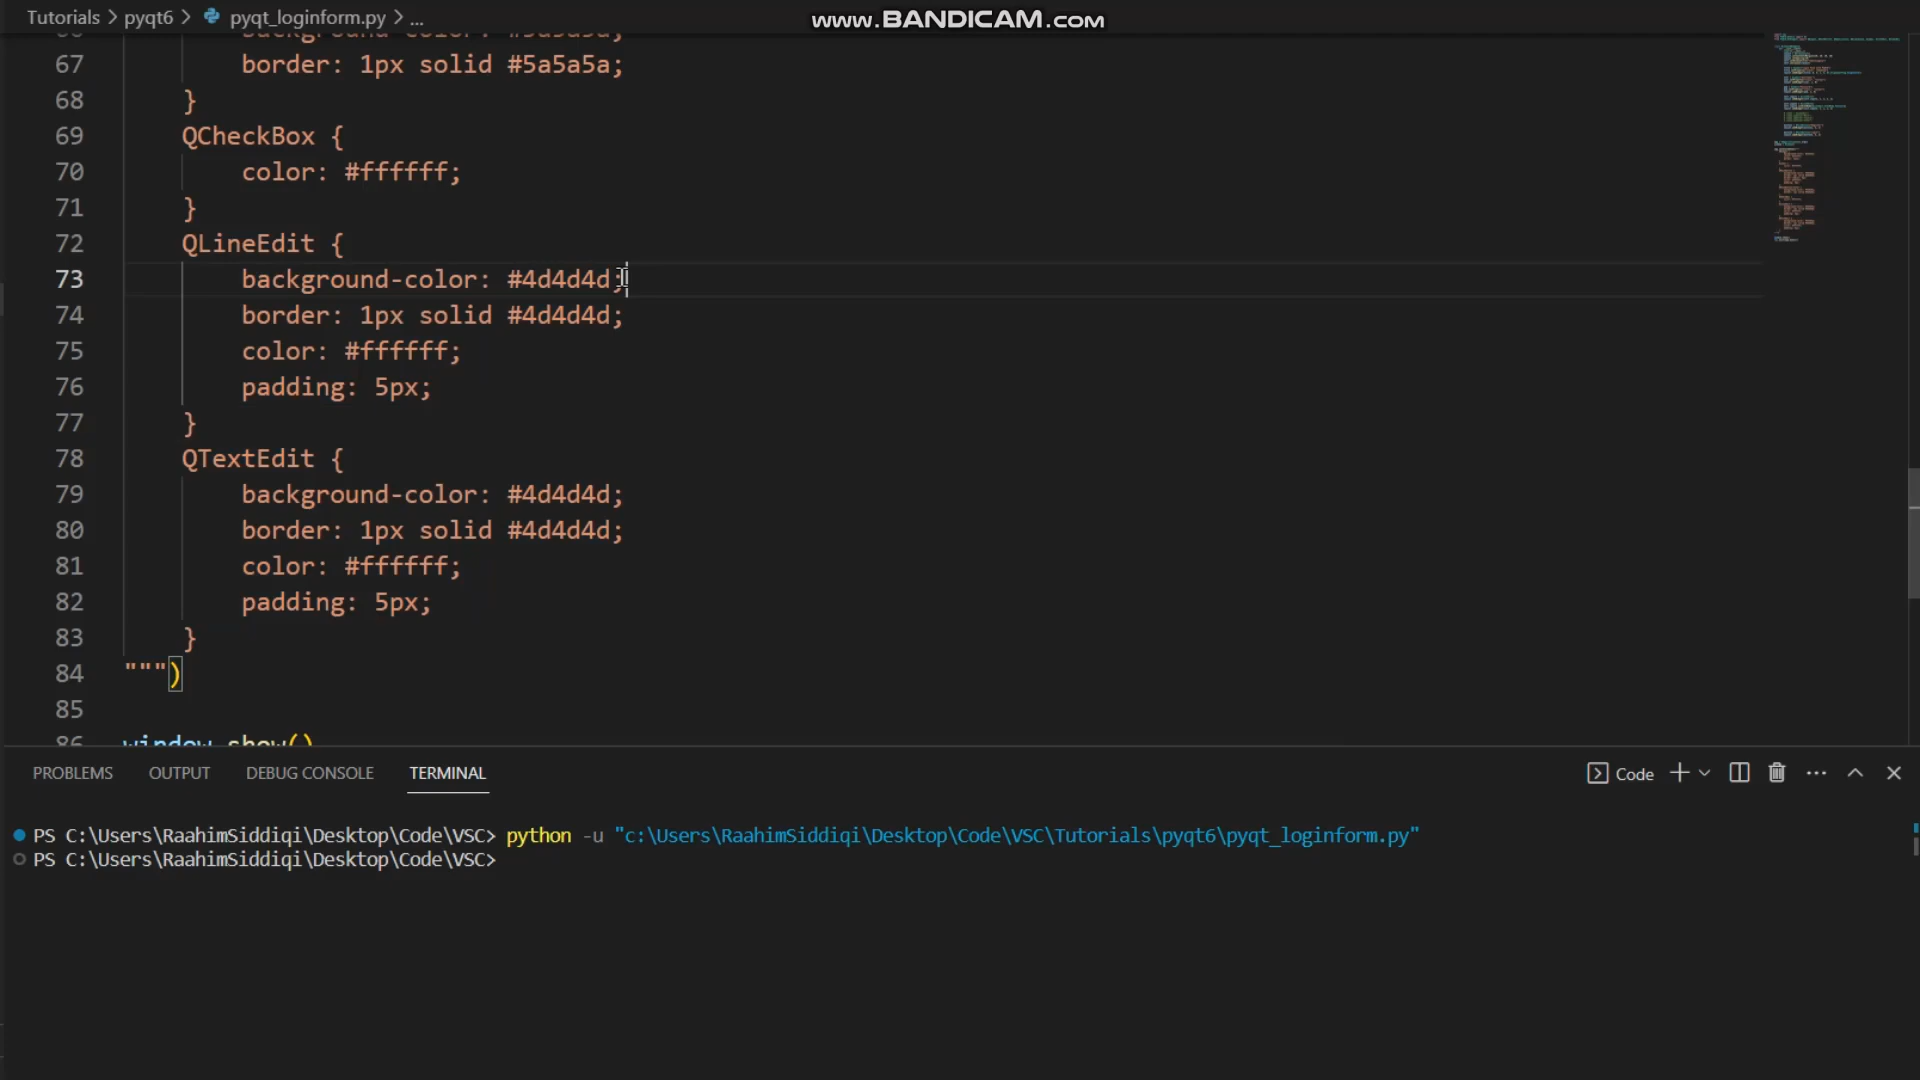 Tutorials > pyqt6 > pyqt_loginform.py > ...
www.BANDICAM.com
67 border: 1px solid #5a5a5a;
68 }
69 QCheckBox {
70 color: #ffffff;
71 }
72 QLineEdit {
73 background-color: #4d4d4d;
74 border: 1px solid #4d4d4d;
75 color: #ffffff;
76 padding: 5px;
77 }
78 QTextEdit {
79 background-color: #4d4d4d;
80 border: 1px solid #4d4d4d;
81 color: #ffffff;
82 padding: 5px;
83 }
84 """)
85
86 window.show()
PROBLEMS OUTPUT DEBUG CONSOLE TERMINAL Code
PS C:\Users\RaahimSiddiqi\Desktop\Code\VSC> python -u "c:\Users\RaahimSiddiqi\Desktop\Code\VSC\Tutorials\pyqt6\pyqt_loginform.py"
PS C:\Users\RaahimSiddiqi\Desktop\Code\VSC>